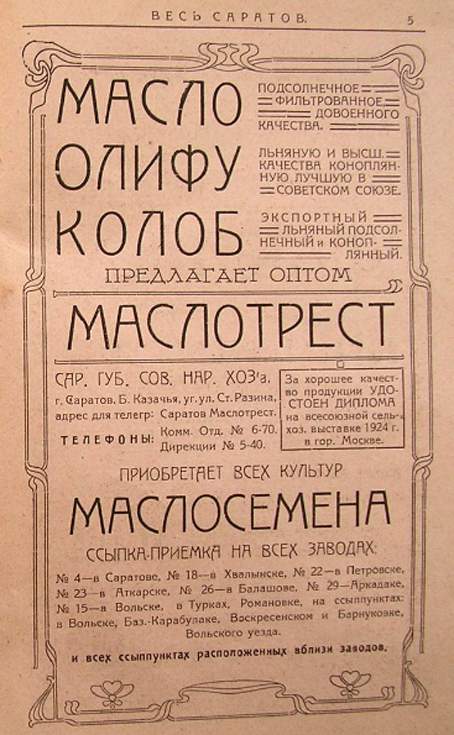 ВЕСЬ САРАТОВ. 5
МАСЛО ПОДСОЛНЕЧНОЕ
ФИЛЬТРОВАННОЕ,
ДОВОЕННОГО
КАЧЕСТВА.
ОЛИФУ ЛЬНЯНУЮ И ВЫСШ.
КАЧЕСТВА КОНОПЛЯН-
НУЮ ЛУЧШУЮ В
СОВЕТСКОМ СОЮЗЕ.
КОЛОБ ЭКСПОРТНЫЙ
ЛЬНЯНЫЙ ПОДСОЛ-
НЕЧНЫЙ и КОНОП-
ЛЯННЫЙ.
ПРЕДЛАГАЕТ ОПТОМ
МАСЛОТРЕСТ
САР. ГУБ. СОВ. НАР. ХОЗ'а,
г. Саратов, Б. Казачья, уг. ул. Ст. Разина,
адрес для телегр: Саратов Маслотрест.
ТЕЛЕФОНЫ: Комм. Отд. № 6-70.
Дирекции № 5-40.
За хорошее качест-
во продукции УДО-
СТОЕН ДИПЛОМА
на всесоюзной сель-
хоз. выставке 1924 г.
в гор. Москве.
ПРИОБРЕТАЕТ ВСЕХ КУЛЬТУР
МАСЛОСЕМЕНА
ССЫПКА-ПРИЕМКА НА ВСЕХ ЗАВОДАХ:
№ 4—в Саратове, № 18—в Хвалынске, № 22—в Петровске,
№ 23—в Аткарске, № 26—в Балашове, № 29—Аркадаке,
№ 15—в Вольске, в Турках, Романовке, на ссыпунктах:
в Вольске, Баз.-Карабулаке, Воскресенском и Барнуковке,
Вольского уезда.
и всех ссыппунктах расположенных вблизи заводов.